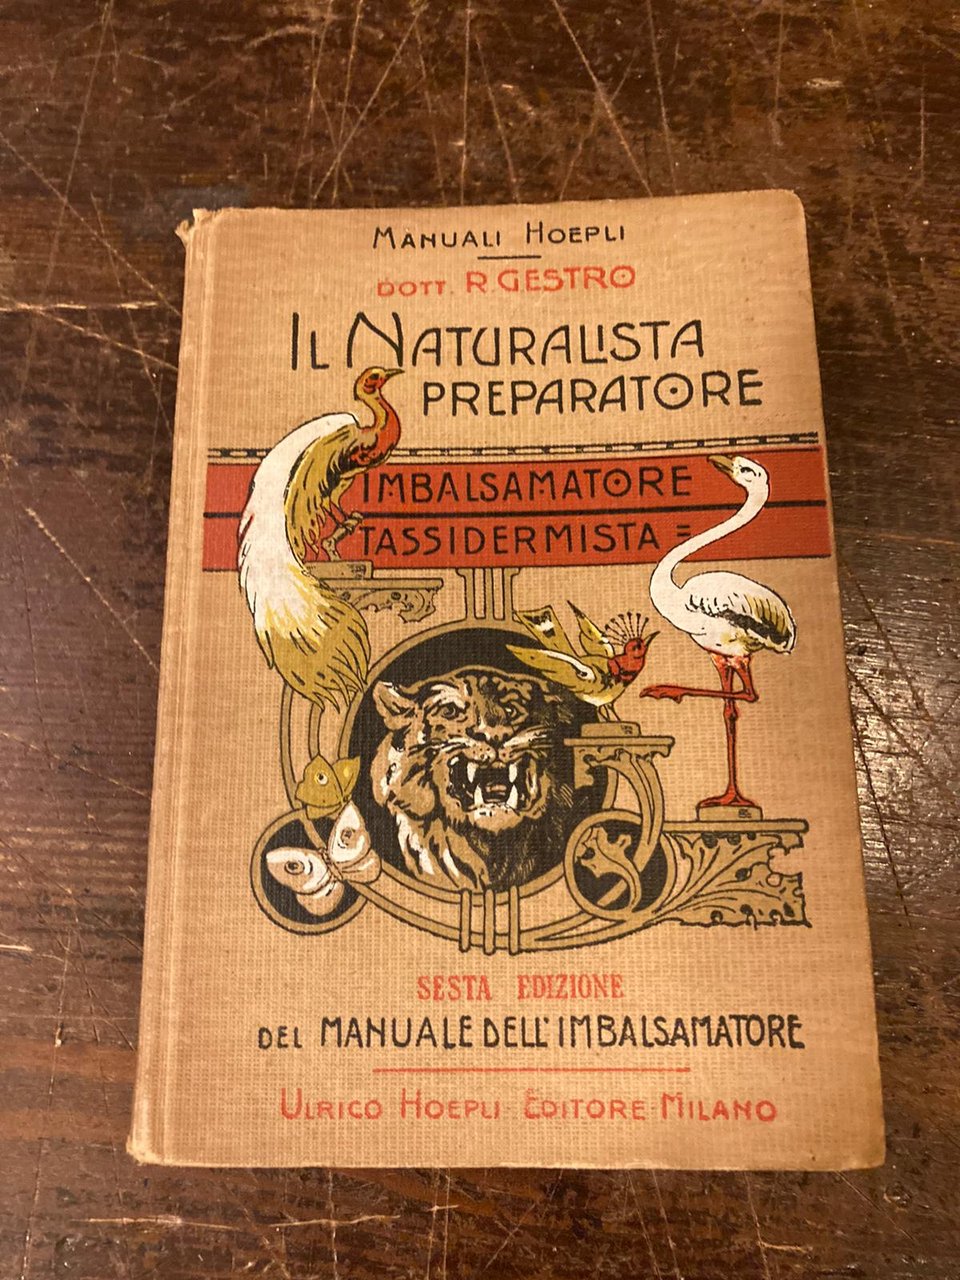 MANUALI HOEPLI
DOTT. R. GESTRO
IL NATURALISTA
PREPARATORE
IMBALSAMATORE
TASSIDERMISTA =
SESTA EDIZIONE
DEL MANUALE DELL'IMBALSAMATORE
ULRICO HOEPLI - EDITORE - MILANO